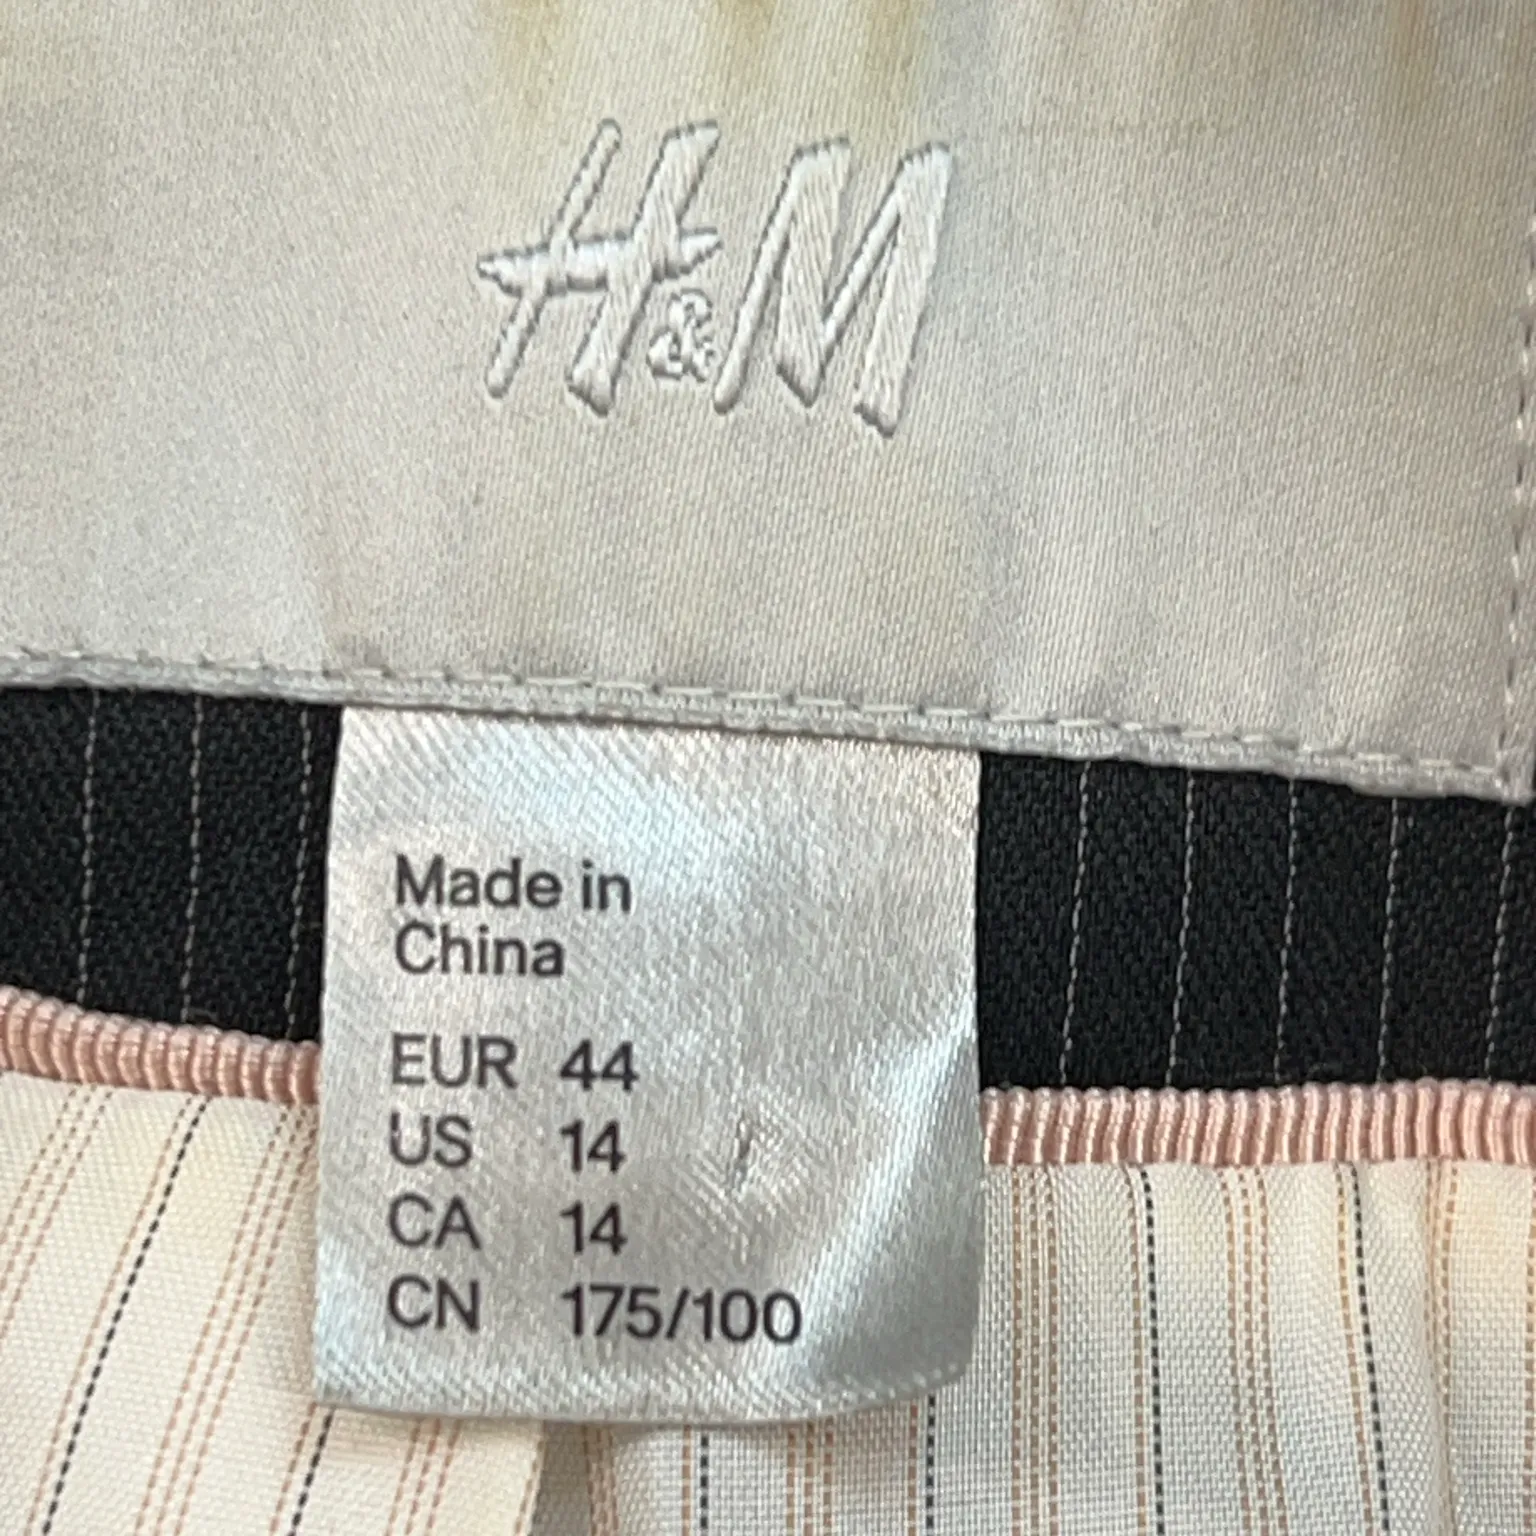 H&M
Made in
China
EUR 44
US 14
CA 14
CN 175/100